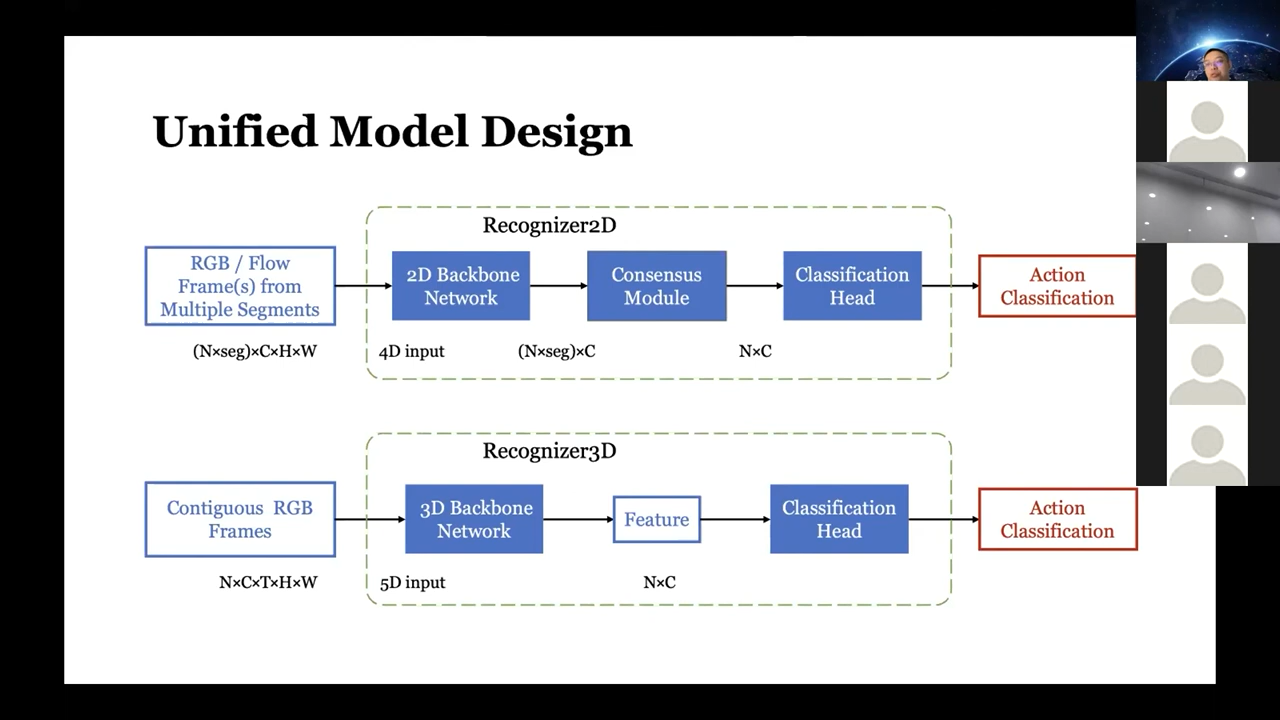 Unified Model Design
Recognizer2D
RGB / Flow
Frame(s) from
Multiple Segments
2D Backbone
Network
Consensus
Module
Classification
Head
Action
Classification
(N×seg)×C×H×W
4D input
(N×seg)×C
N×C
Recognizer3D
Contiguous RGB
Frames
3D Backbone
Network
Feature
Classification
Head
Action
Classification
N×C×T×H×W
5D input
N×C